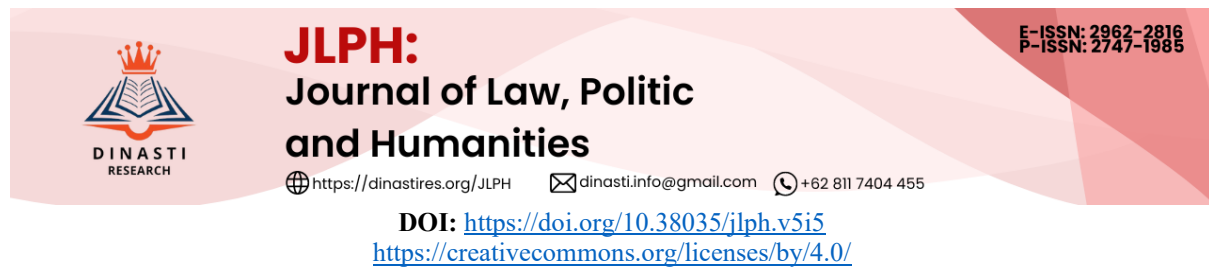 JLPH:
Journal of Law, Politic
and Humanities
E-ISSN: 2962-2816
P-ISSN: 2747-1985
DINASTI
RESEARCH
https://dinastires.org/JLPH dinasti.info@gmail.com +62 811 7404 455
DOI: https://doi.org/10.38035/jlph.v5i5
https://creativecommons.org/licenses/by/4.0/